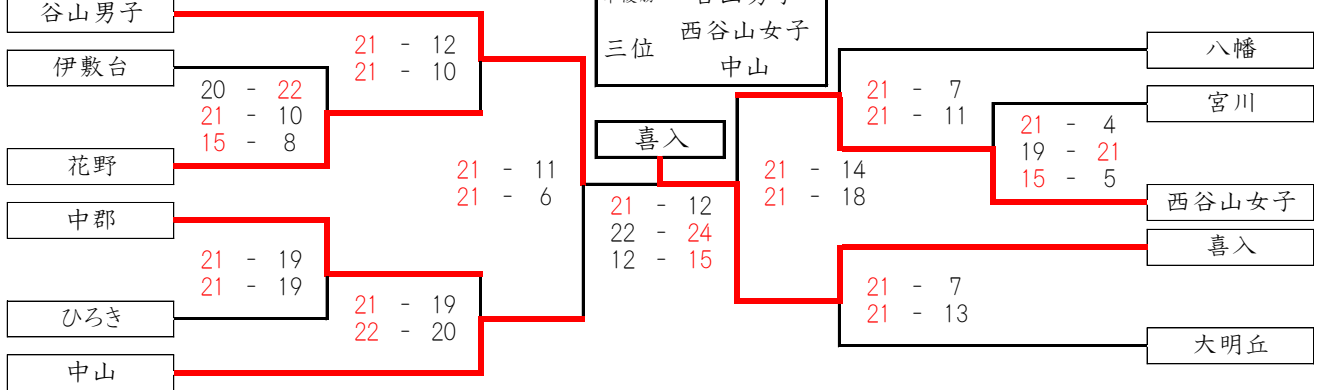 谷山男子
伊敷台
花野
中郡
ひろき
中山
21 - 12
21 - 10
20 - 22
21 - 10
15 - 8
21 - 19
21 - 19
21 - 19
22 - 20
21 - 11
21 - 6
三位
西谷山女子
中山
喜入
21 - 12
22 - 24
12 - 15
21 - 14
21 - 18
21 - 7
21 - 11
21 - 4
19 - 21
15 - 5
21 - 7
21 - 13
八幡
宮川
西谷山女子
喜入
大明丘